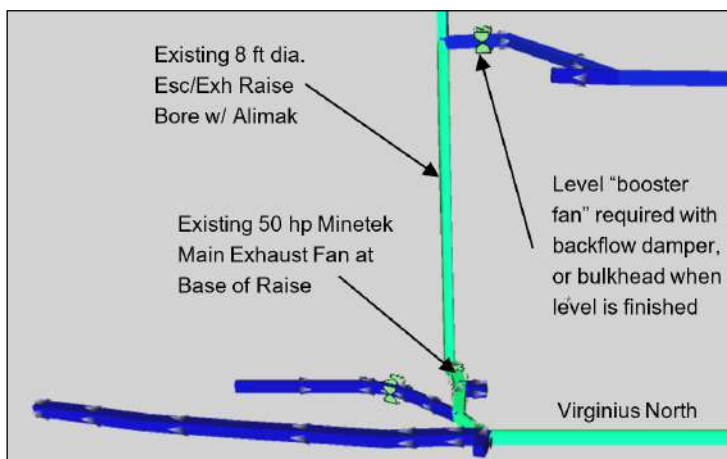 Existing 8 ft dia.
Esc/Exh Raise
Bore w/ Alimak
Existing 50 hp Minetek
Main Exhaust Fan at
Base of Raise
Level “booster
fan” required with
backflow damper,
or bulkhead when
level is finished
Virginius North